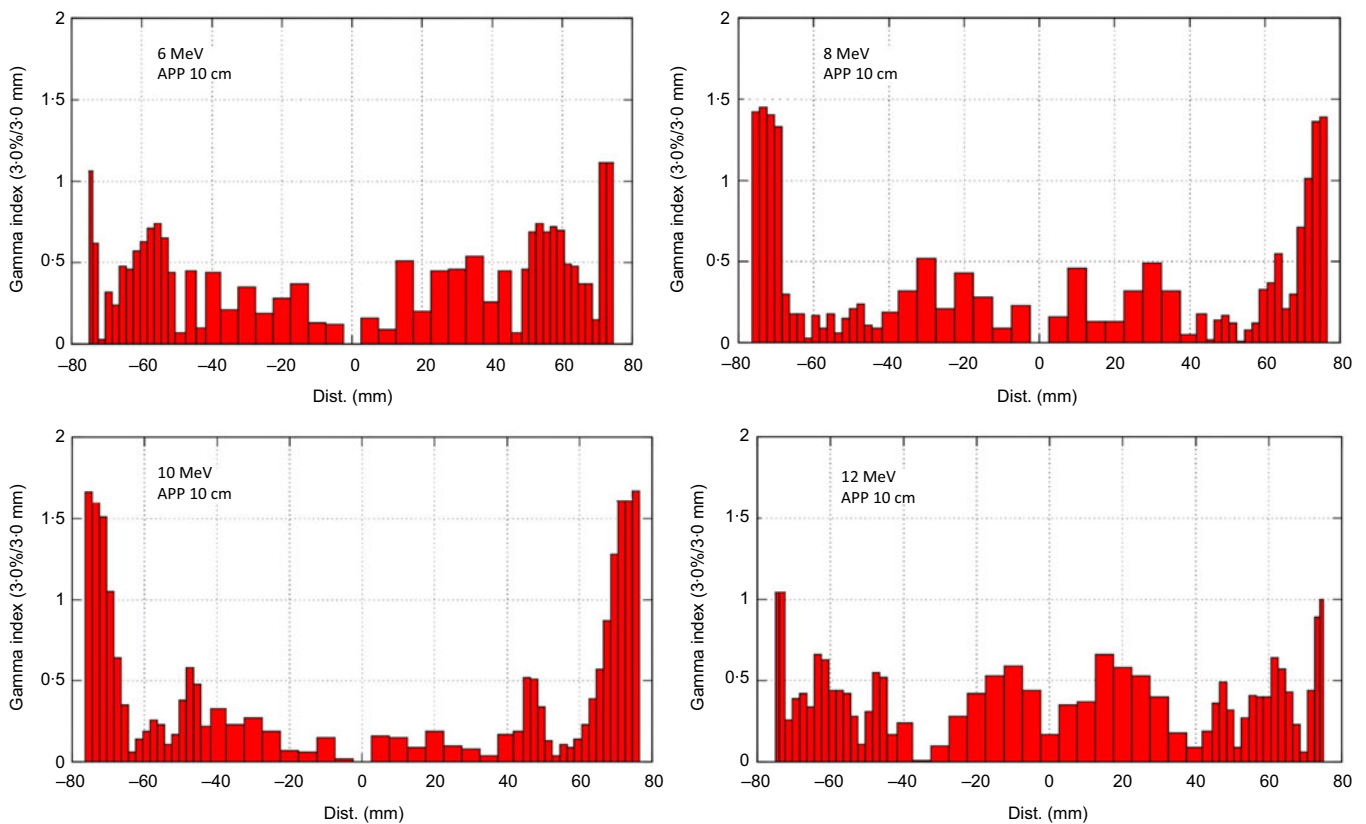 2
6 MeV
APP 10 cm
1·5
1
0·5
0
Gamma index (3·0%/3·0 mm)
–80 –60 –40 –20 0 20 40 60 80
Dist. (mm)
2
8 MeV
APP 10 cm
1·5
1
0·5
0
Gamma index (3·0%/3·0 mm)
–80 –60 –40 –20 0 20 40 60 80
Dist. (mm)
2
10 MeV
APP 10 cm
1·5
1
0·5
0
Gamma index (3·0%/3·0 mm)
–80 –60 –40 –20 0 20 40 60 80
Dist. (mm)
2
12 MeV
APP 10 cm
1·5
1
0·5
0
Gamma index (3·0%/3·0 mm)
–80 –60 –40 –20 0 20 40 60 80
Dist. (mm)